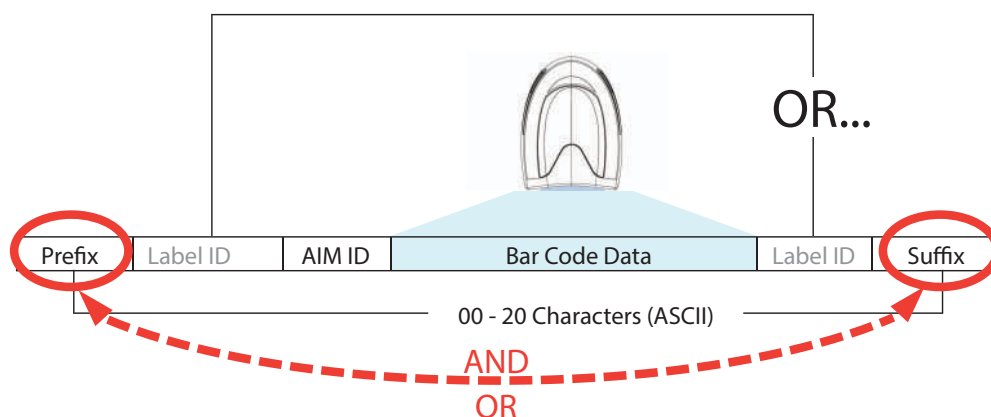 OR...
Prefix Label ID AIM ID Bar Code Data Label ID Suffix
00 - 20 Characters (ASCII)
AND
OR